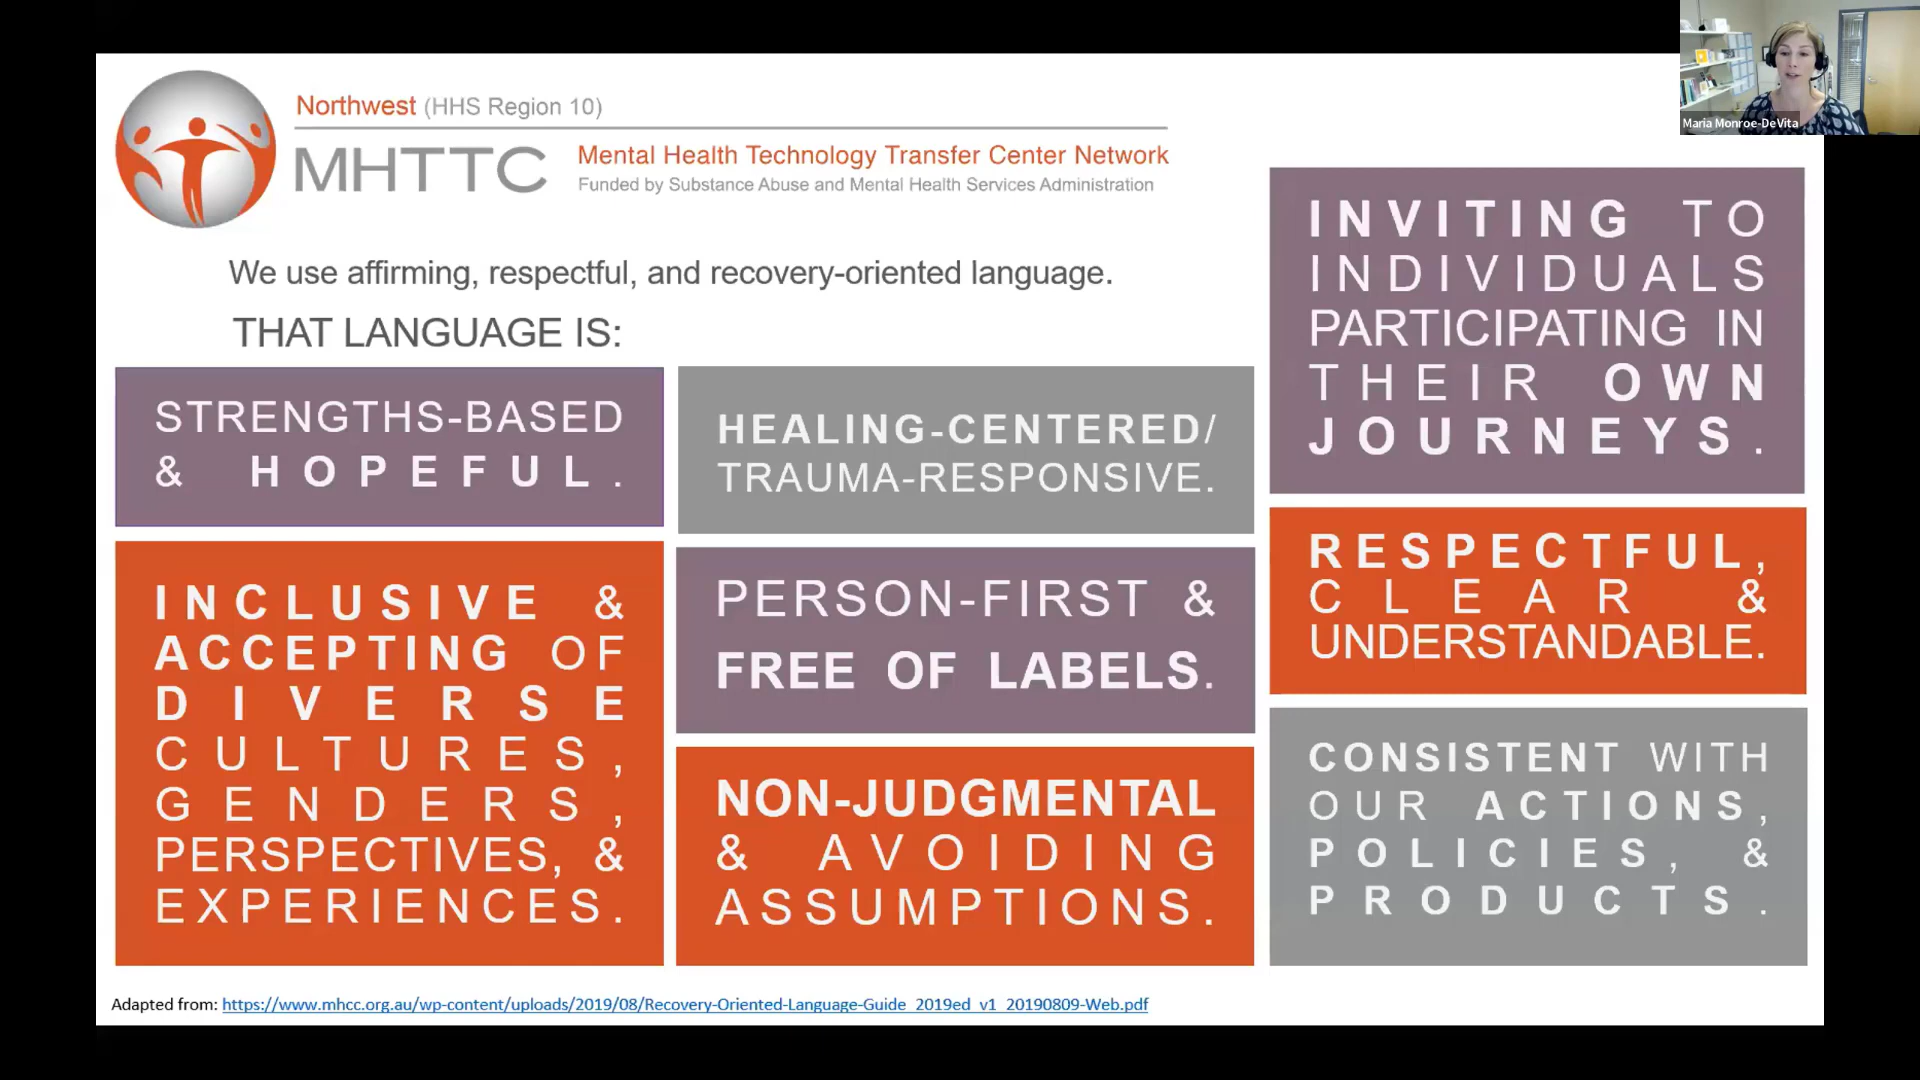 Northwest (HHS Region 10)
MHTTC
Mental Health Technology Transfer Center Network
Funded by Substance Abuse and Mental Health Services Administration
Maria Monroe-DeVita
We use affirming, respectful, and recovery-oriented language.
THAT LANGUAGE IS:
STRENGTHS-BASED
& HOPEFUL.
INCLUSIVE &
ACCEPTING OF
DIVERSE
CULTURES,
GENDERS,
PERSPECTIVES, &
EXPERIENCES.
HEALING-CENTERED/
TRAUMA-RESPONSIVE.
PERSON-FIRST &
FREE OF LABELS.
NON-JUDGMENTAL
& AVOIDING
ASSUMPTIONS.
INVITING TO
INDIVIDUALS
PARTICIPATING IN
THEIR OWN
JOURNEYS.
RESPECTFUL,
CLEAR &
UNDERSTANDABLE.
CONSISTENT WITH
OUR ACTIONS,
POLICIES, &
PRODUCTS.
Adapted from: https://www.mhcc.org.au/wp-content/uploads/2019/08/Recovery-Oriented-Language-Guide_2019ed_v1_20190809-Web.pdf